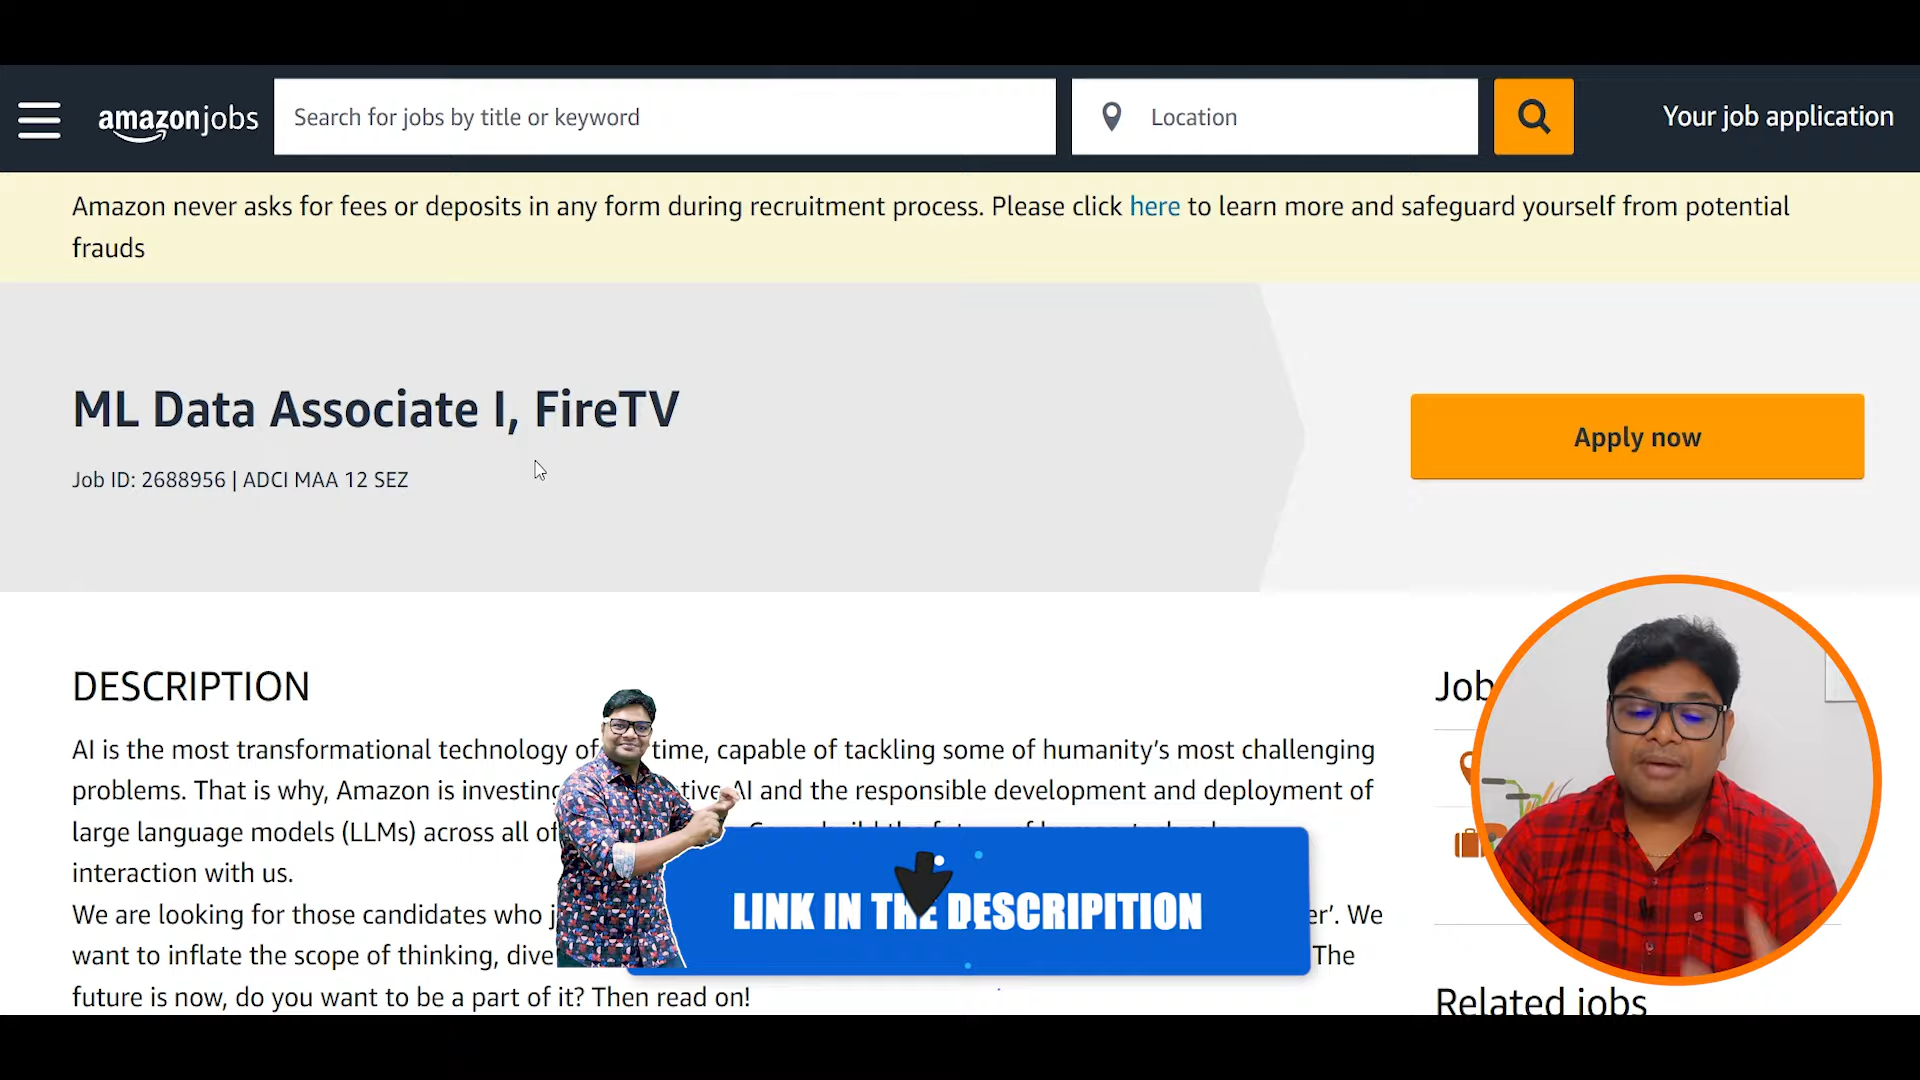 amazonjobs
Search for jobs by title or keyword
Location
Your job application
Amazon never asks for fees or deposits in any form during recruitment process. Please click here to learn more and safeguard yourself from potential
frauds
ML Data Associate I, FireTV
Job ID: 2688956 | ADCI MAA 12 SEZ
Apply now
DESCRIPTION
Job
AI is the most transformational technology of time, capable of tackling some of humanity’s most challenging
problems. That is why, Amazon is investing AI and the responsible development and deployment of
large language models (LLMs) across all of
interaction with us.
We are looking for those candidates who We
want to inflate the scope of thinking, The
future is now, do you want to be a part of it? Then read on!
LINK IN THE DESCRIPITION
Related jobs